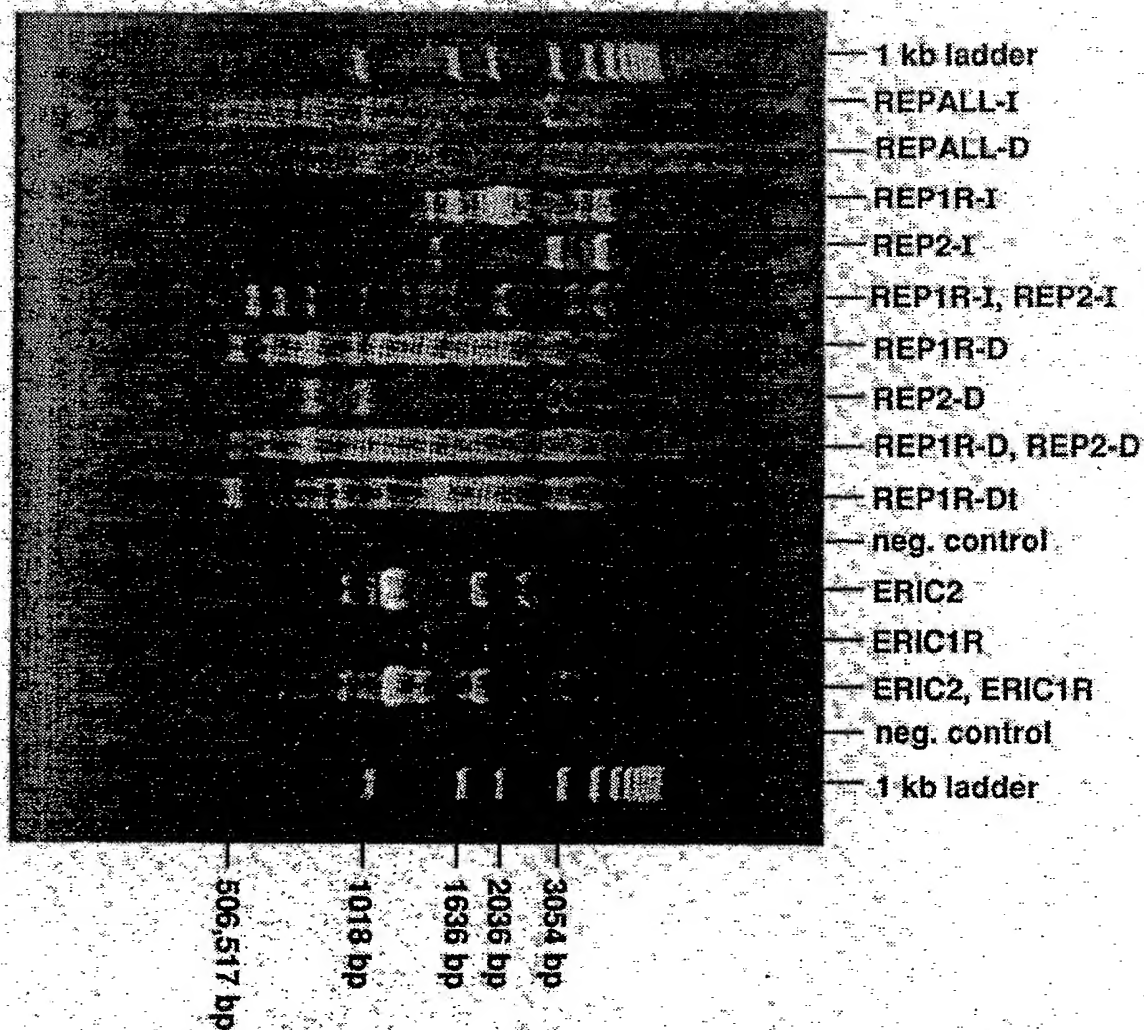 1 kb ladder
REPALL-I
REPALL-D
REP1R-I
REP2-I
REP1R-I, REP2-I
REP1R-D
REP2-D
REP1R-D, REP2-D
REP1R-Dt
neg. control
ERIC2
ERIC1R
ERIC2, ERIC1R
neg. control
1 kb ladder
506,517 bp
1018 bp
1636 bp
2036 bp
3054 bp